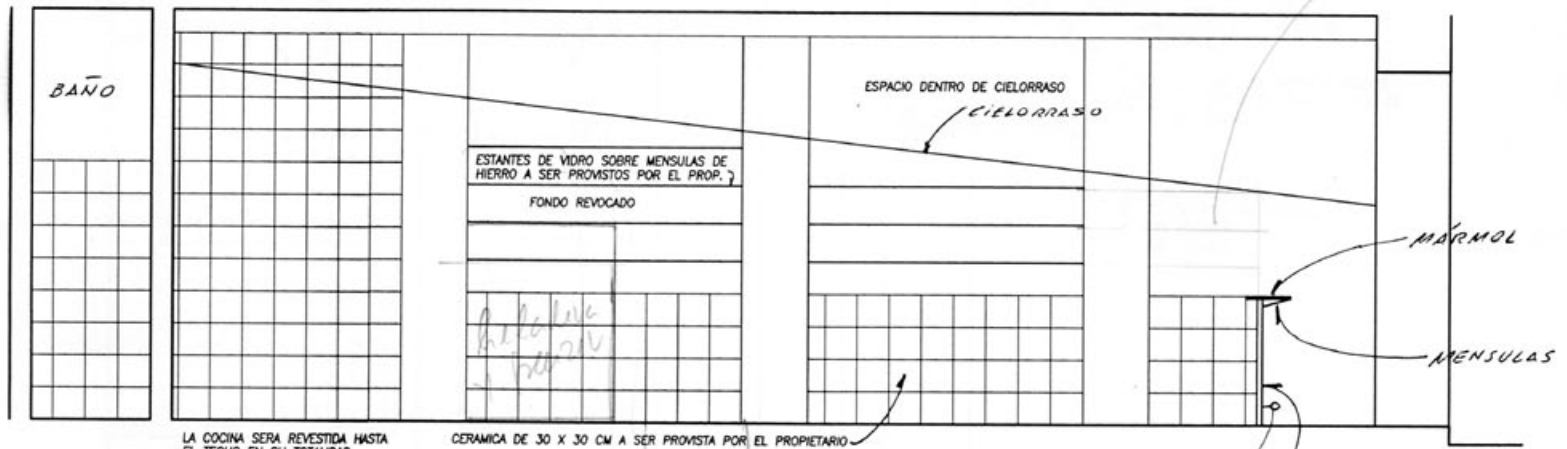 BAÑO
ESPACIO DENTRO DE CIELORRASO
CIELORRASO
ESTANTES DE VIDRO SOBRE MENSULAS DE
HIERRO A SER PROVISTOS POR EL PROP.
FONDO REVOCADO
MÁRMOL
MENSULAS
LA COCINA SERA REVESTIDA HASTA
CERAMICA DE 30 X 30 CM A SER PROVISTA POR EL PROPIETARIO